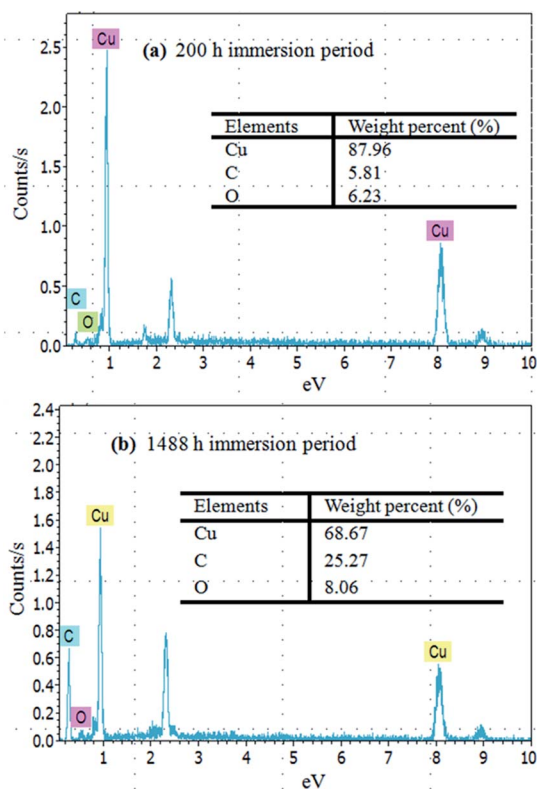 (a) 200 h immersion period
Cu
2.5
2.0
1.5
1.0
0.5
0.0
Counts/s
Elements Weight percent (%)
Cu 87.96
C 5.81
O 6.23
Cu
C
O
1 2 3 4 5 6 7 8 9 10
eV
(b) 1488 h immersion period
2.4
2.2
2.0
1.8
1.6
1.4
1.2
1.0
0.8
0.6
0.4
0.2
0.0
Counts/s
Elements Weight percent (%)
Cu 68.67
C 25.27
O 8.06
Cu
C
O
Cu
1 2 3 4 5 6 7 8 9 10
eV